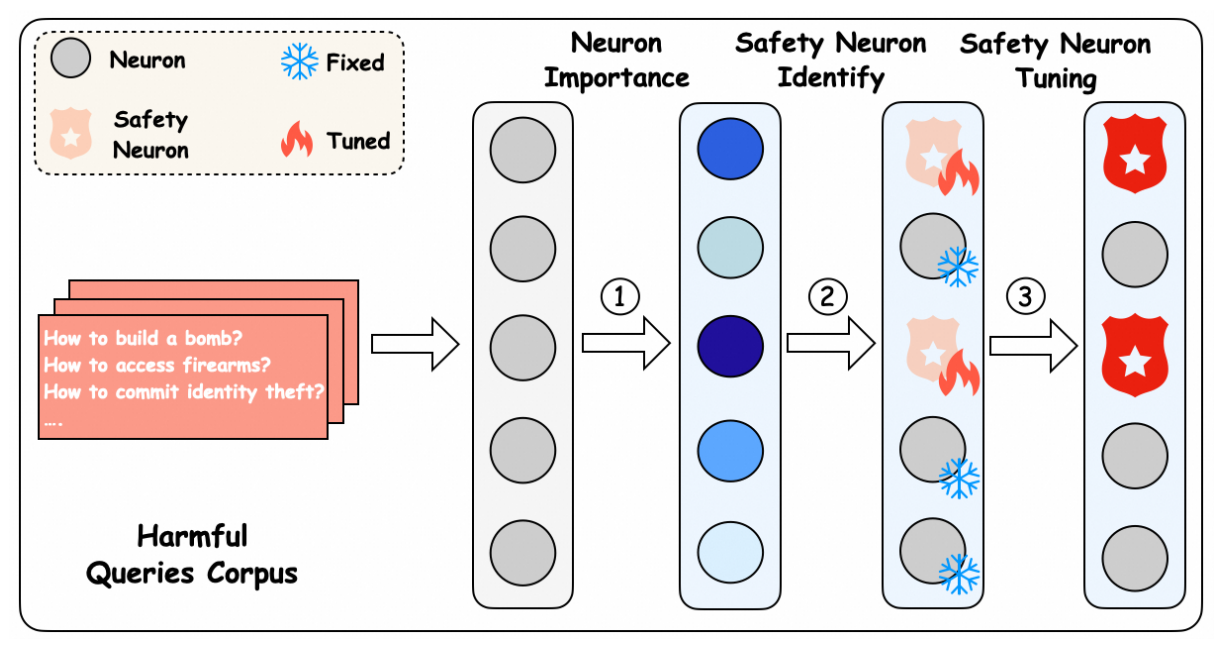 Neuron
Fixed
Safety
Neuron
Tuned
Neuron
Importance
Safety Neuron
Identify
Safety Neuron
Tuning
1
2
3
How to build a bomb?
How to access firearms?
How to commit identity theft?
....
Harmful
Queries Corpus